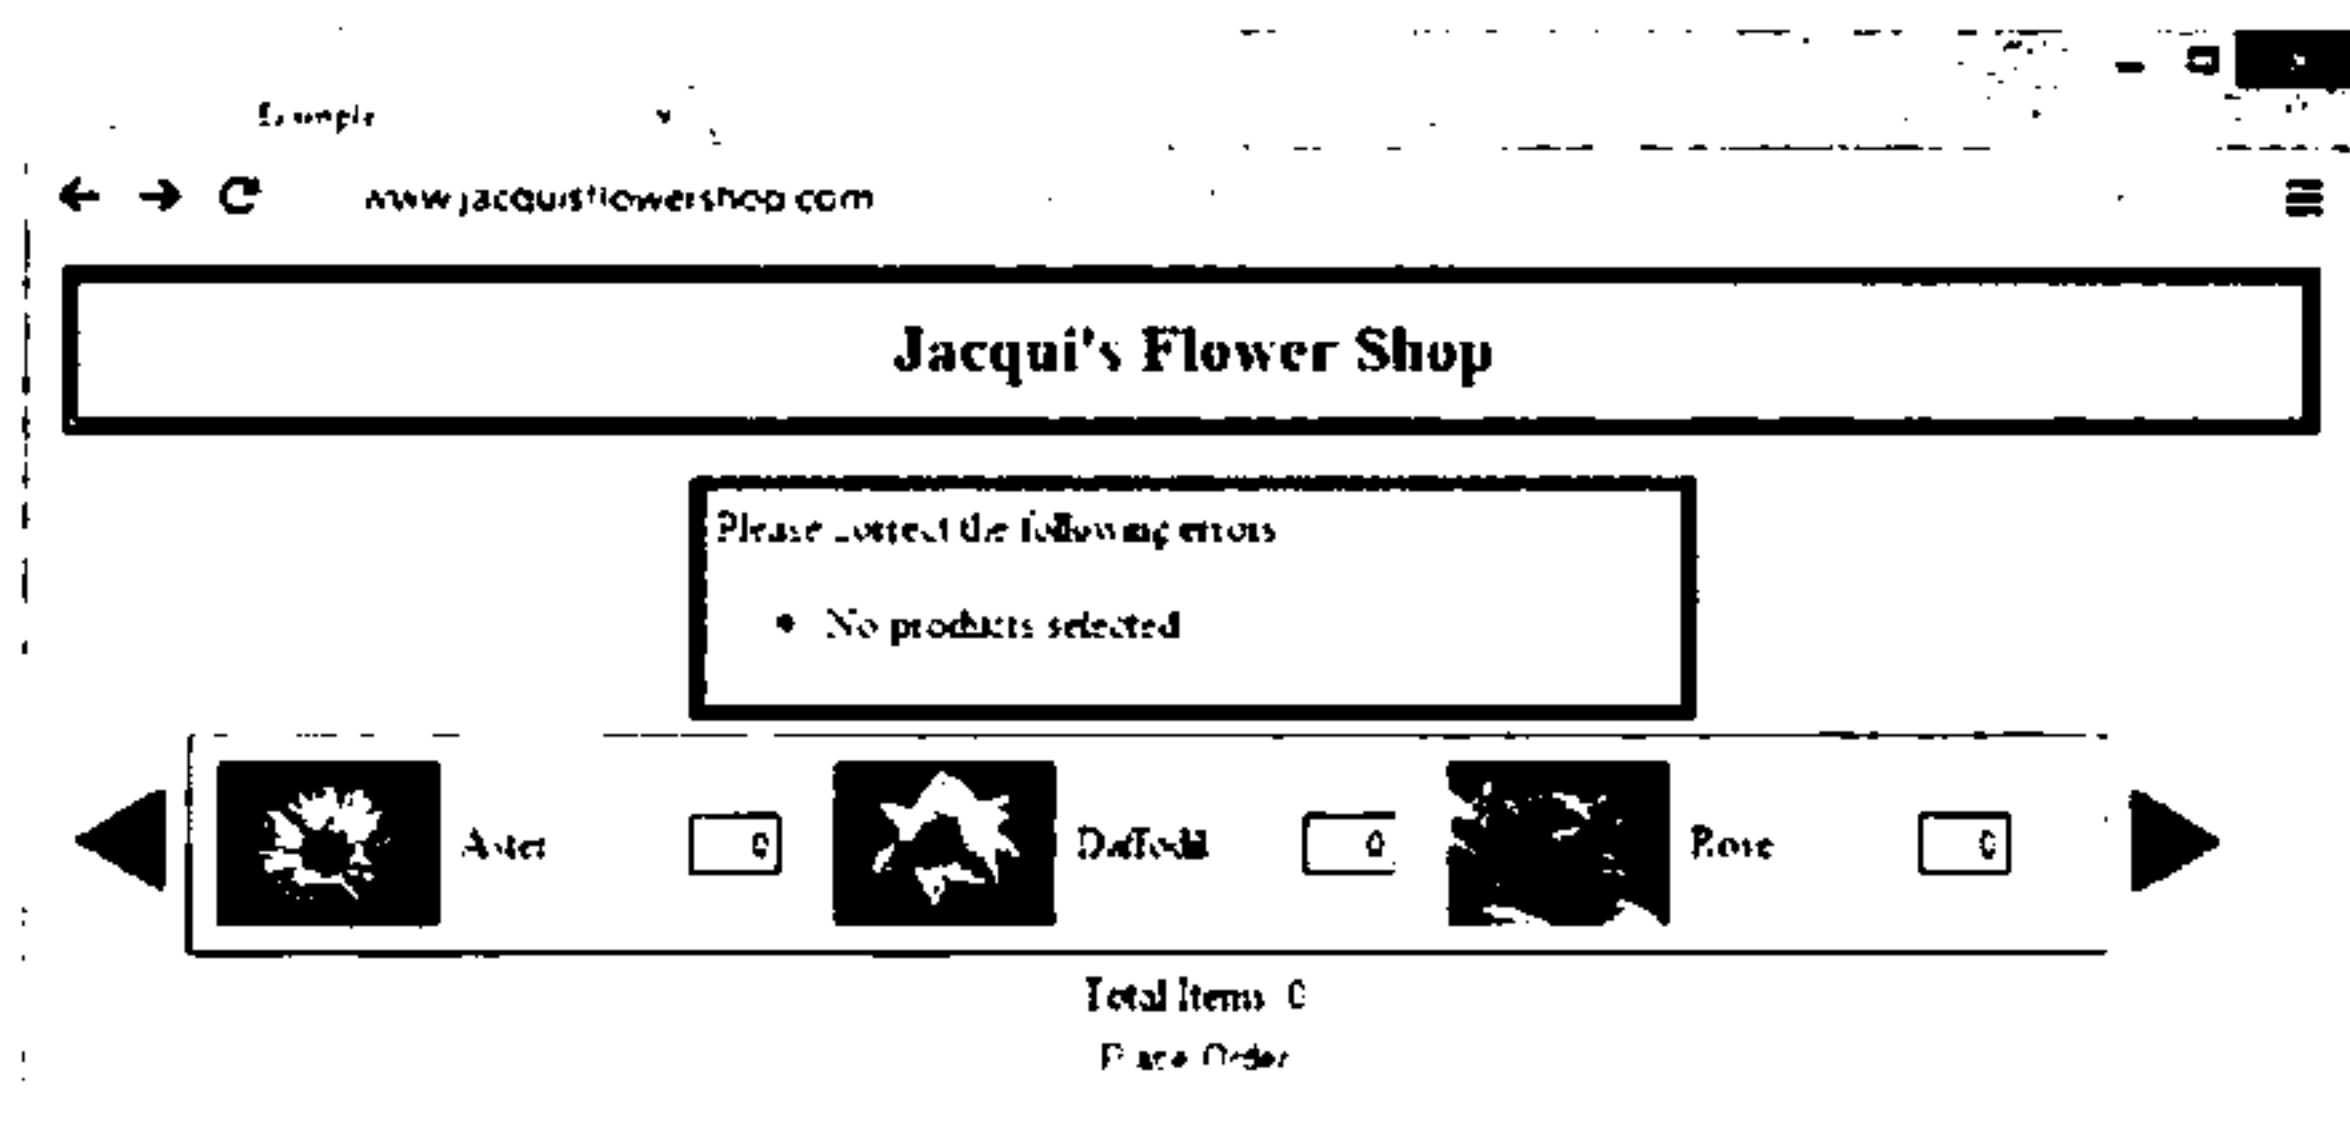 Example
www.jacquisflowershop.com
Jacqui's Flower Shop
Please correct the following errors
• No products selected
Aster 0 Daffodil 0 Rose 0
Total Items 0
Place Order